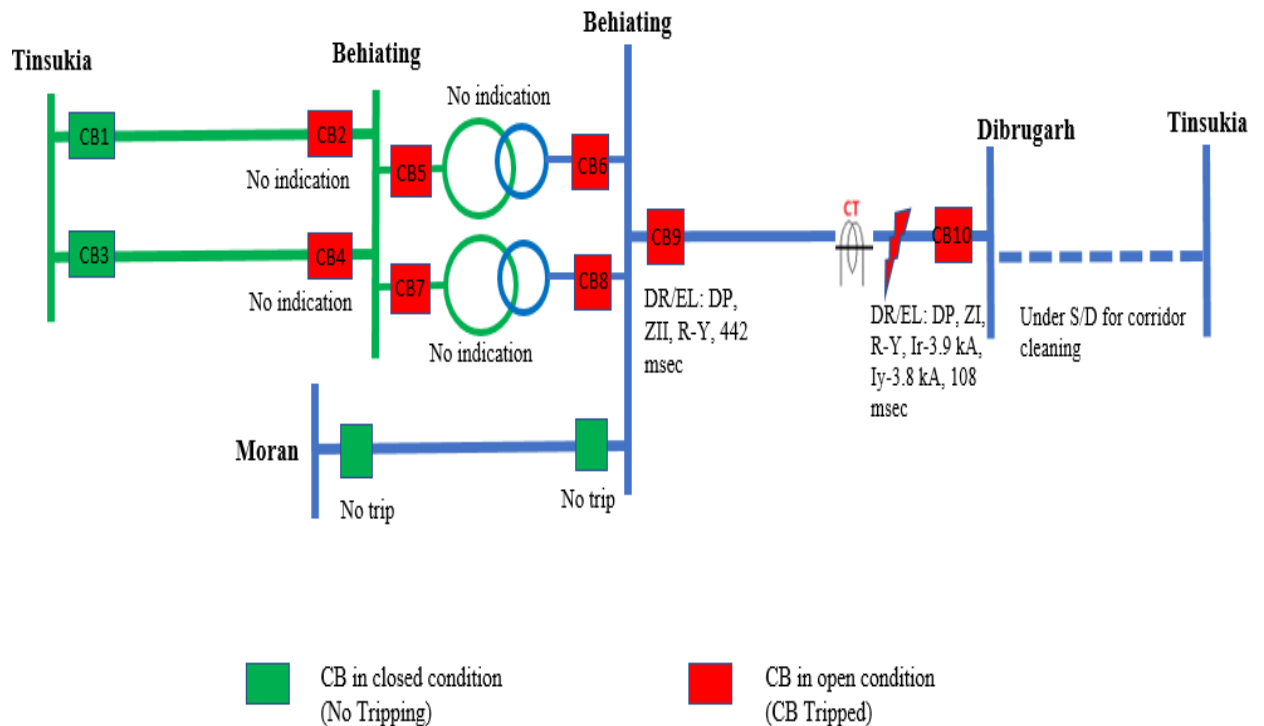 Behiating
Tinsukia
Behiating
No indication
Dibrugarh
Tinsukia
CB1
CB2
CB5
CB6
No indication
CT
CB3
CB4
CB7
CB8
CB9
CB10
No indication
No indication
DR/EL: DP,
ZII, R-Y, 442
msec
DR/EL: DP, ZI,
R-Y, Ir-3.9 kA,
Iy-3.8 kA, 108
msec
Under S/D for corridor
cleaning
Moran
No trip
No trip
CB in closed condition
(No Tripping)
CB in open condition
(CB Tripped)